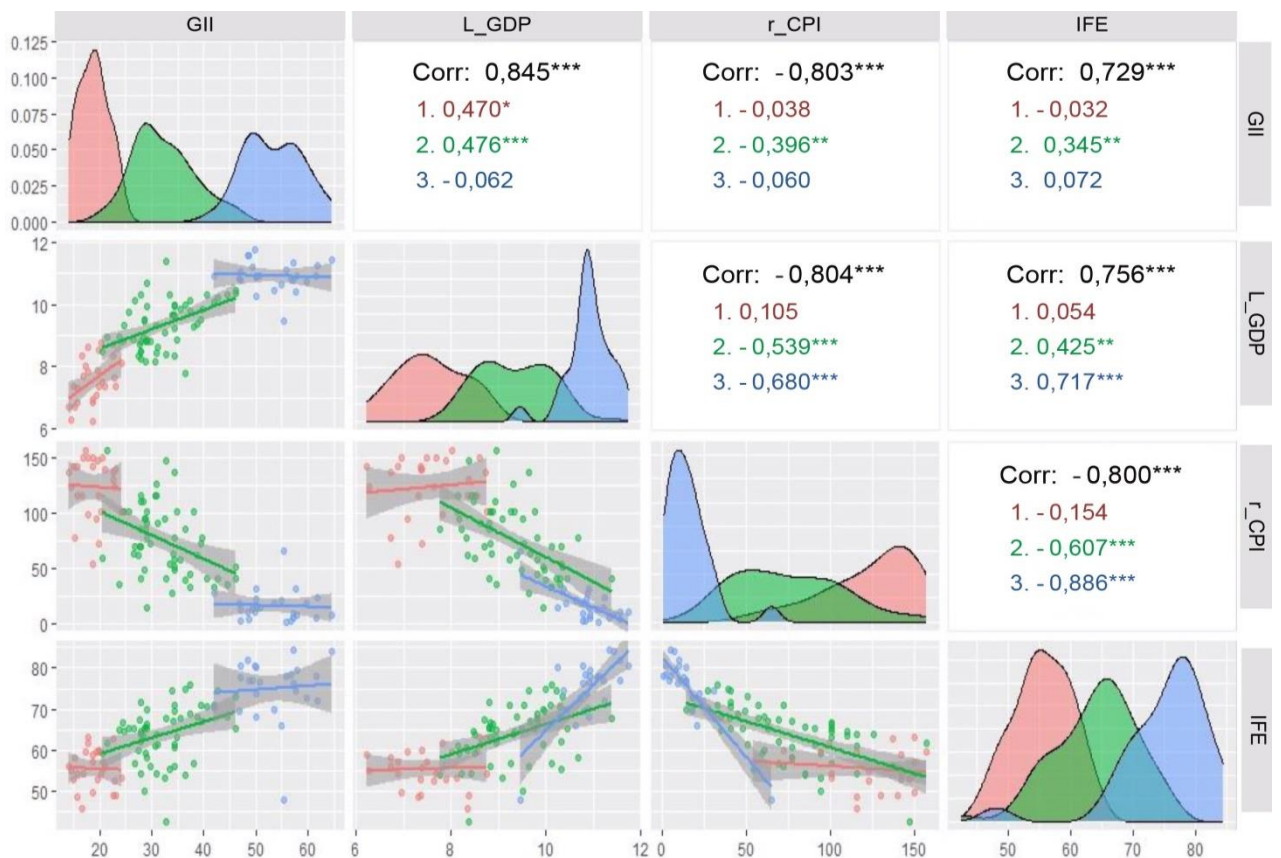 GII L_GDP r_CPI IFE
0.125
0.100
0.075
0.050
0.025
0.000
Corr: 0,845***
1. 0,470*
2. 0,476***
3. - 0,062
Corr: - 0,803***
1. - 0,038
2. - 0,396**
3. - 0,060
Corr: 0,729***
1. - 0,032
2. 0,345**
3. 0,072
GII
12
10
8
6
Corr: - 0,804***
1. 0,105
2. - 0,539***
3. - 0,680***
Corr: 0,756***
1. 0,054
2. 0,425**
3. 0,717***
L_GDP
150
100
50
0
Corr: - 0,800***
1. - 0,154
2. - 0,607***
3. - 0,886***
r_CPI
80
70
60
50
IFE
20 30 40 50 60 6 8 10 12 0 50 100 150 50 60 70 80